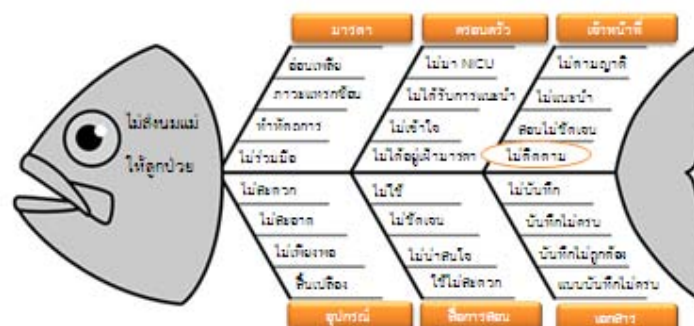 มารดา
ครอบครัว
เจ้าหน้าที่
อ่อนเพลีย
ภาวะแทรกซ้อน
ทำหัตถการ
ไม่ร่วมมือ
ไม่มา NICU
ไม่ได้รับการแนะนำ
ไม่เข้าใจ
ไม่ได้อยู่เฝ้ามารดา
ไม่ตามญาติ
ไม่แนะนำ
สอนไม่ชัดเจน
ไม่ติดตาม
ไม่ส่งนมแม่
ให้ลูกป่วย
ไม่สะดวก
ไม่สะอาด
ไม่เพียงพอ
สิ้นเปลือง
ไม่ใช้
ไม่ชัดเจน
ไม่น่าสนใจ
ใช้ไม่สะดวก
ไม่บันทึก
บันทึกไม่ครบ
บันทึกไม่ถูกต้อง
แบบบันทึกไม่ครบ
อุปกรณ์
สื่อการสอน
เอกสาร